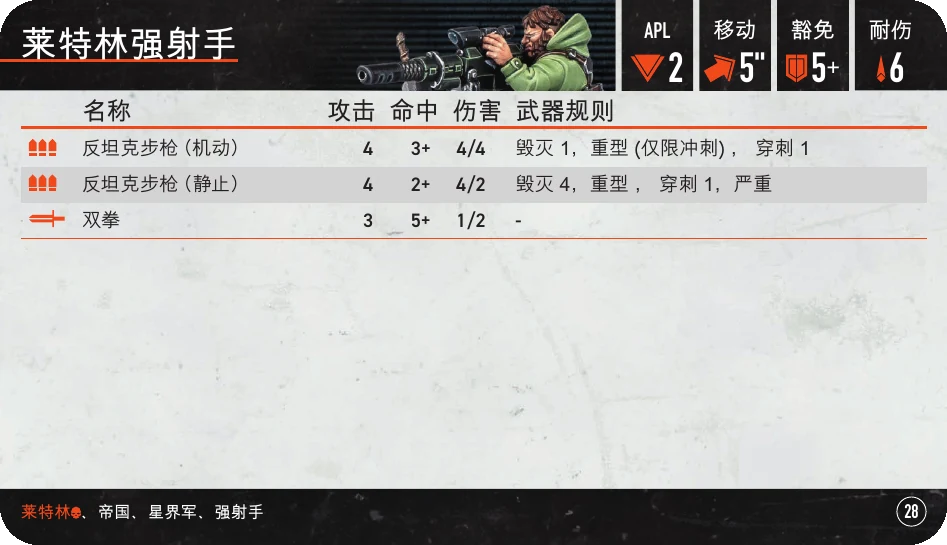 莱特林强射手
APL 移动 豁免 耐伤
2 5" 5+ 6
名称 攻击 命中 伤害 武器规则
反坦克步枪（机动） 4 3+ 4/4 毁灭 1，重型 (仅限冲刺) ， 穿刺 1
反坦克步枪（静止） 4 2+ 4/2 毁灭 4，重型 ， 穿刺 1，严重
双拳 3 5+ 1/2 -
莱特林、帝国、星界军、强射手
28